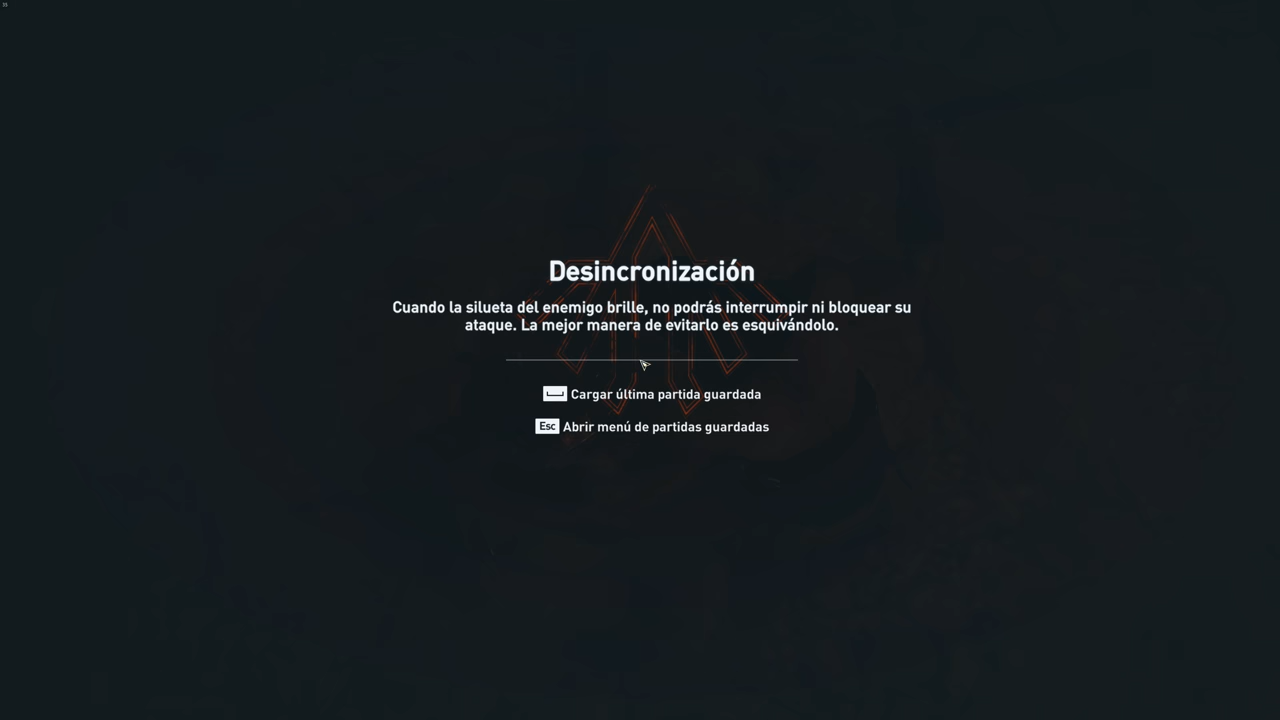 35
Desincronización
Cuando la silueta del enemigo brille, no podrás interrumpir ni bloquear su
ataque. La mejor manera de evitarlo es esquivándolo.
Cargar última partida guardada
Esc Abrir menú de partidas guardadas